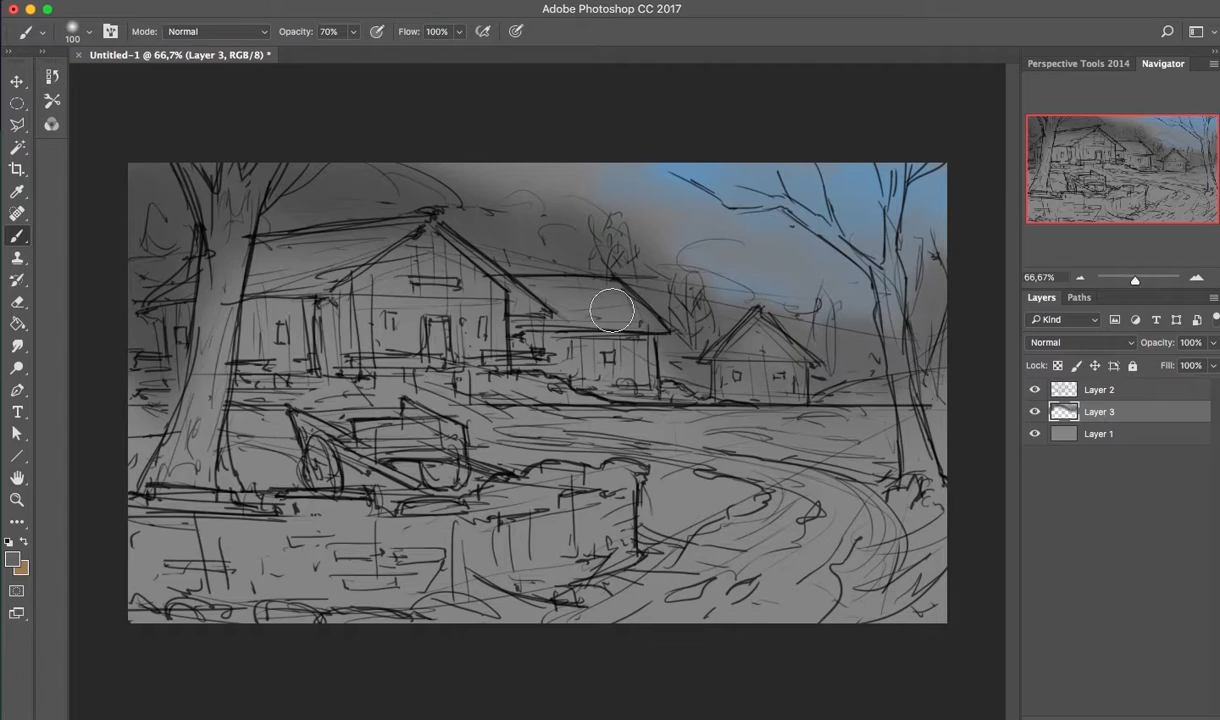 Adobe Photoshop CC 2017
100
Mode: Normal
Opacity: 70%
Flow: 100%
Untitled-1 @ 66,7% (Layer 3, RGB/8) *
Perspective Tools 2014
Navigator
66,67%
Layers
Paths
Kind
Normal
Opacity: 100%
Lock:
Fill: 100%
Layer 2
Layer 3
Layer 1